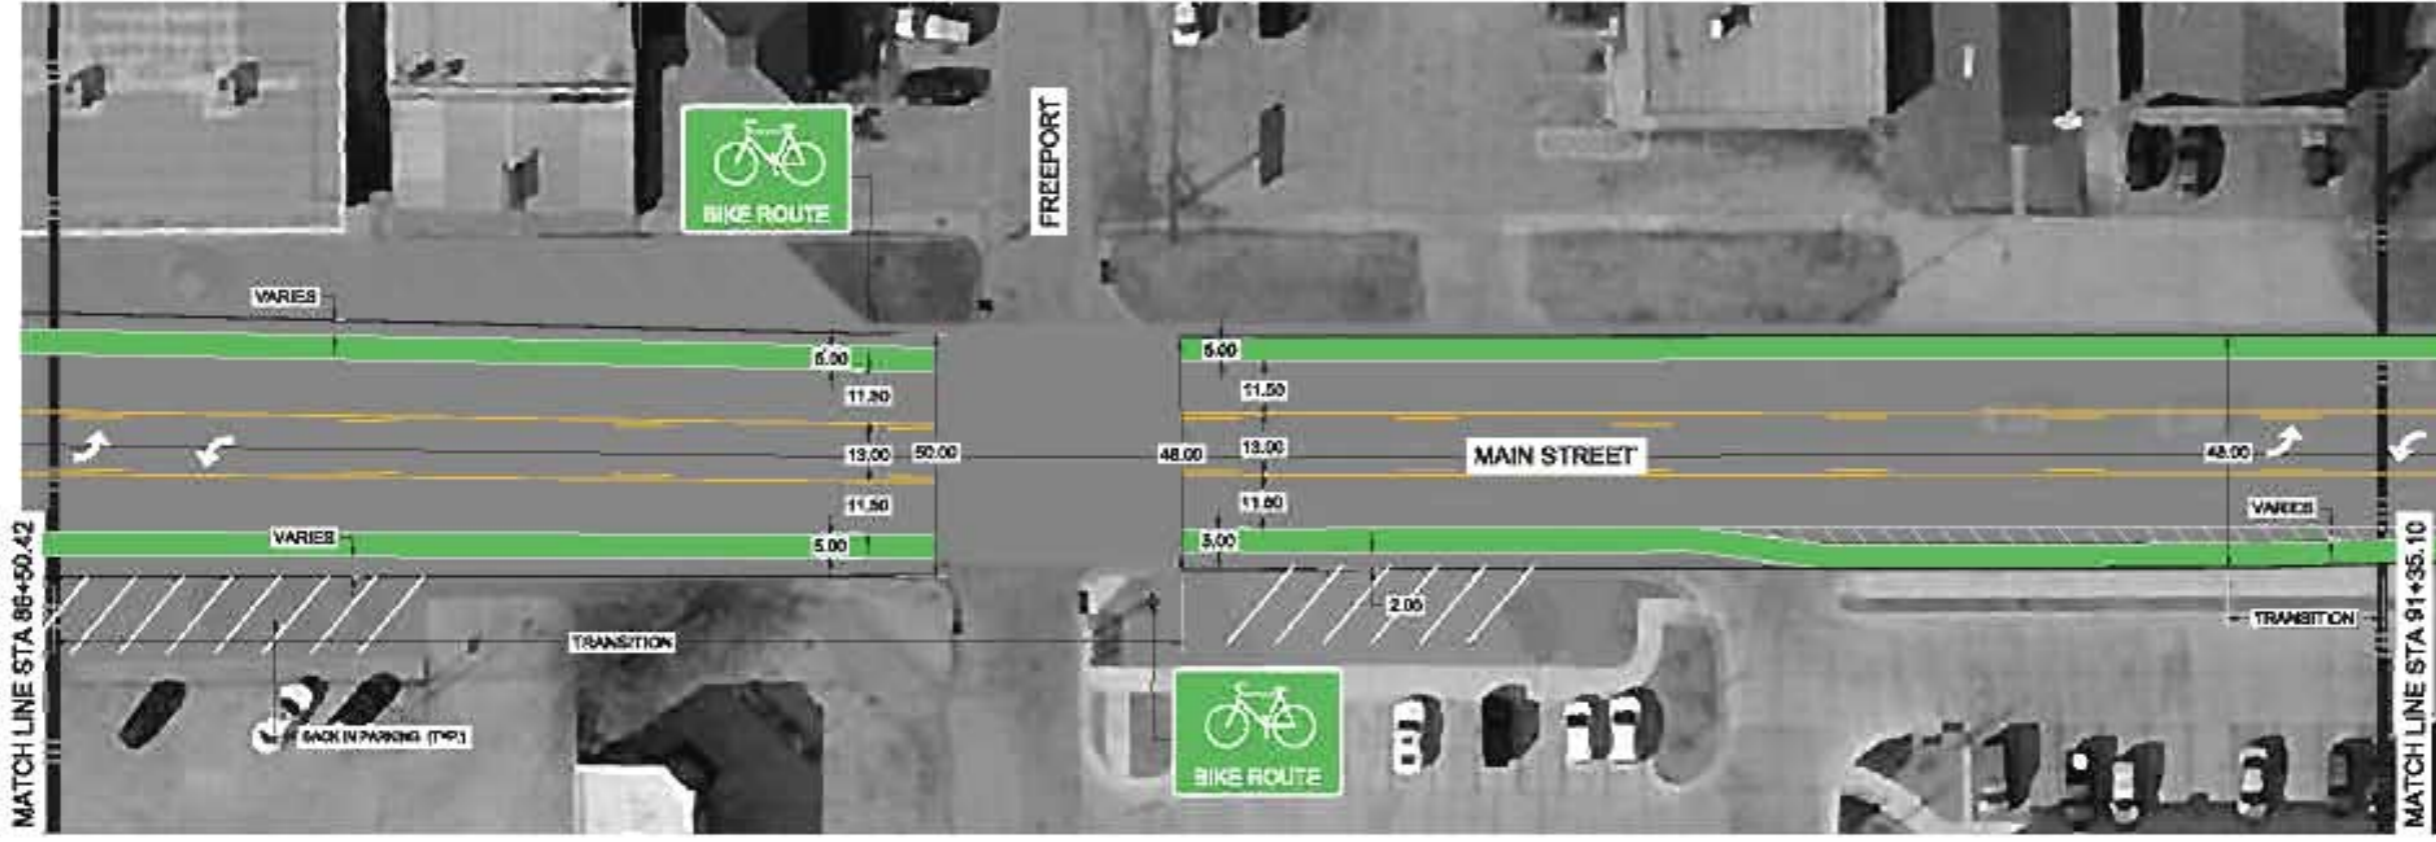 FREEPORT
BIKE ROUTE
VARIES
5.00
11.50
5.00
11.50
13.00
50.00
48.00
13.00
MAIN STREET
48.00
11.50
11.50
VARIES
VARIES
5.00
5.00
2.00
TRANSITION
TRANSITION
BACK IN PARKING (TYP.)
BIKE ROUTE
MATCH LINE STA 86+50.42
MATCH LINE STA 91+35.10